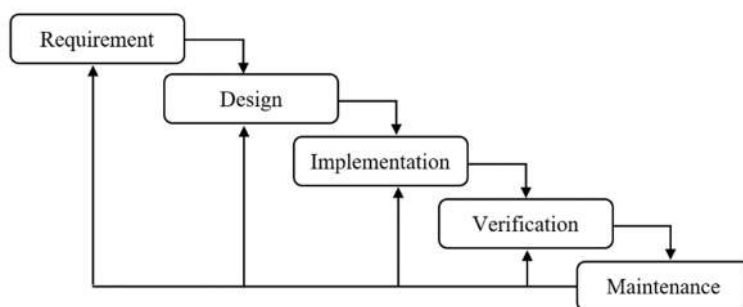 Requirement
Design
Implementation
Verification
Maintenance